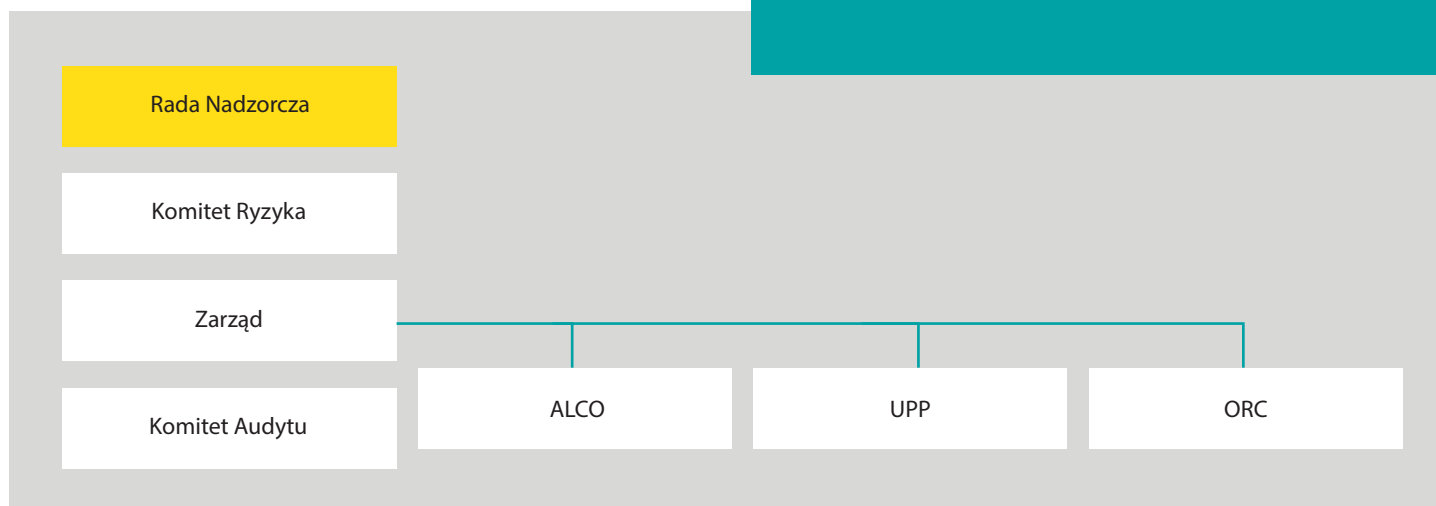 Rada Nadzorcza
Komitet Ryzyka
Zarząd
Komitet Audytu
ALCO
UPP
ORC